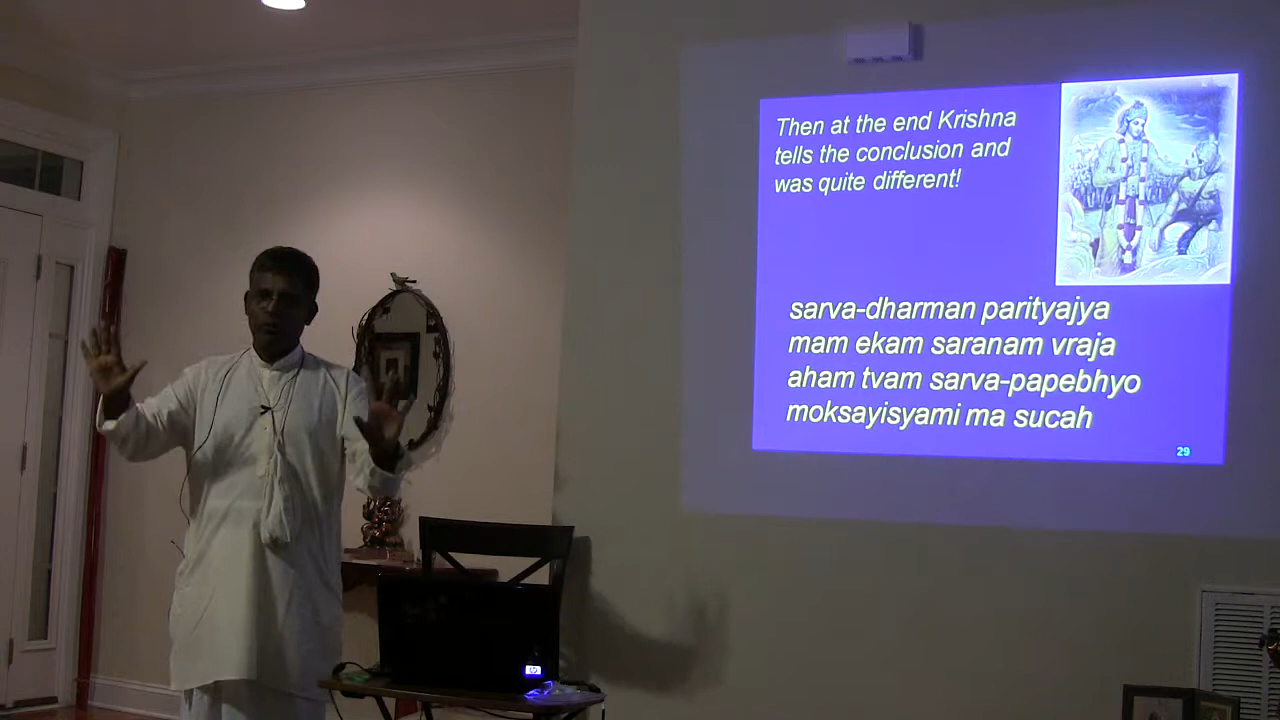 Then at the end Krishna
tells the conclusion and
was quite different!
sarva-dharman parityajya
mam ekam saranam vraja
aham tvam sarva-papebhyo
moksayisyami ma sucah
29
hp